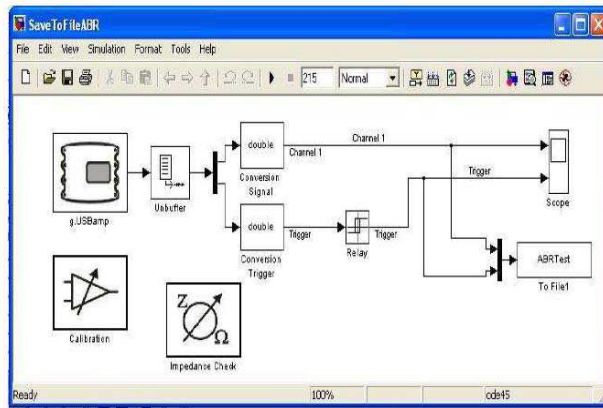 SaveToFileABR
File Edit View Simulation Format Tools Help
215 Normal
double
Channel 1
Channel 1
Conversion
Signal
g.USBamp
Unbuffer
Trigger
Scope
double
Trigger
Relay
Trigger
Conversion
Trigger
ABRTest
To File1
Calibration
Z
Ω
Impedance Check
Ready 100% ode45